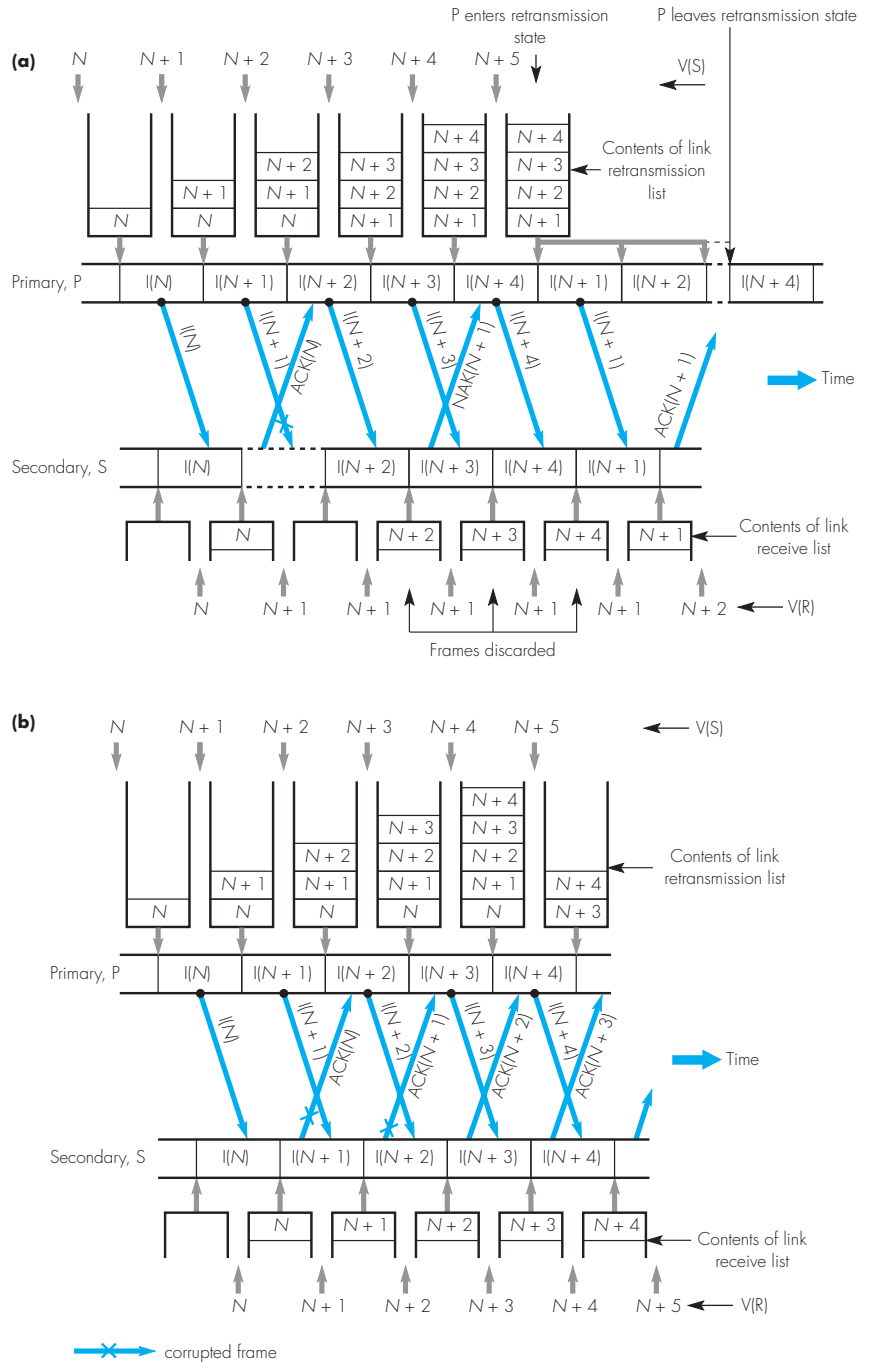 P enters retransmission
state
P leaves retransmission state
(a)
N
N + 1
N + 2
N + 3
N + 4
N + 5
V(S)
N
N + 1
N
N + 2
N + 1
N
N + 3
N + 2
N + 1
N + 4
N + 3
N + 2
N + 1
N + 4
N + 3
N + 2
N + 1
Contents of link
retransmission
list
Primary, P
I(N)
I(N + 1)
I(N + 2)
I(N + 3)
I(N + 4)
I(N + 1)
I(N + 2)
I(N + 4)
I(N)
I(N + 1)
ACK(N)
I(N + 2)
I(N + 3)
NAK(N + 1)
I(N + 4)
I(N + 1)
ACK(N + 1)
Time
Secondary, S
I(N)
I(N + 2)
I(N + 3)
I(N + 4)
I(N + 1)
N
N + 2
N + 3
N + 4
N + 1
Contents of link
receive list
N
N + 1
N + 1
N + 1
N + 1
N + 1
N + 2
V(R)
Frames discarded
(b)
N
N + 1
N + 2
N + 3
N + 4
N + 5
V(S)
N
N + 1
N
N + 2
N + 1
N
N + 3
N + 2
N + 1
N
N + 4
N + 3
N + 2
N + 1
N
N + 4
N + 3
Contents of link
retransmission list
Primary, P
I(N)
I(N + 1)
I(N + 2)
I(N + 3)
I(N + 4)
I(N)
I(N + 1)
ACK(N)
I(N + 2)
ACK(N + 1)
I(N + 3)
ACK(N + 2)
I(N + 4)
ACK(N + 3)
Time
Secondary, S
I(N)
I(N + 1)
I(N + 2)
I(N + 3)
I(N + 4)
N
N + 1
N + 2
N + 3
N + 4
Contents of link
receive list
N
N + 1
N + 2
N + 3
N + 4
N + 5
V(R)
corrupted frame